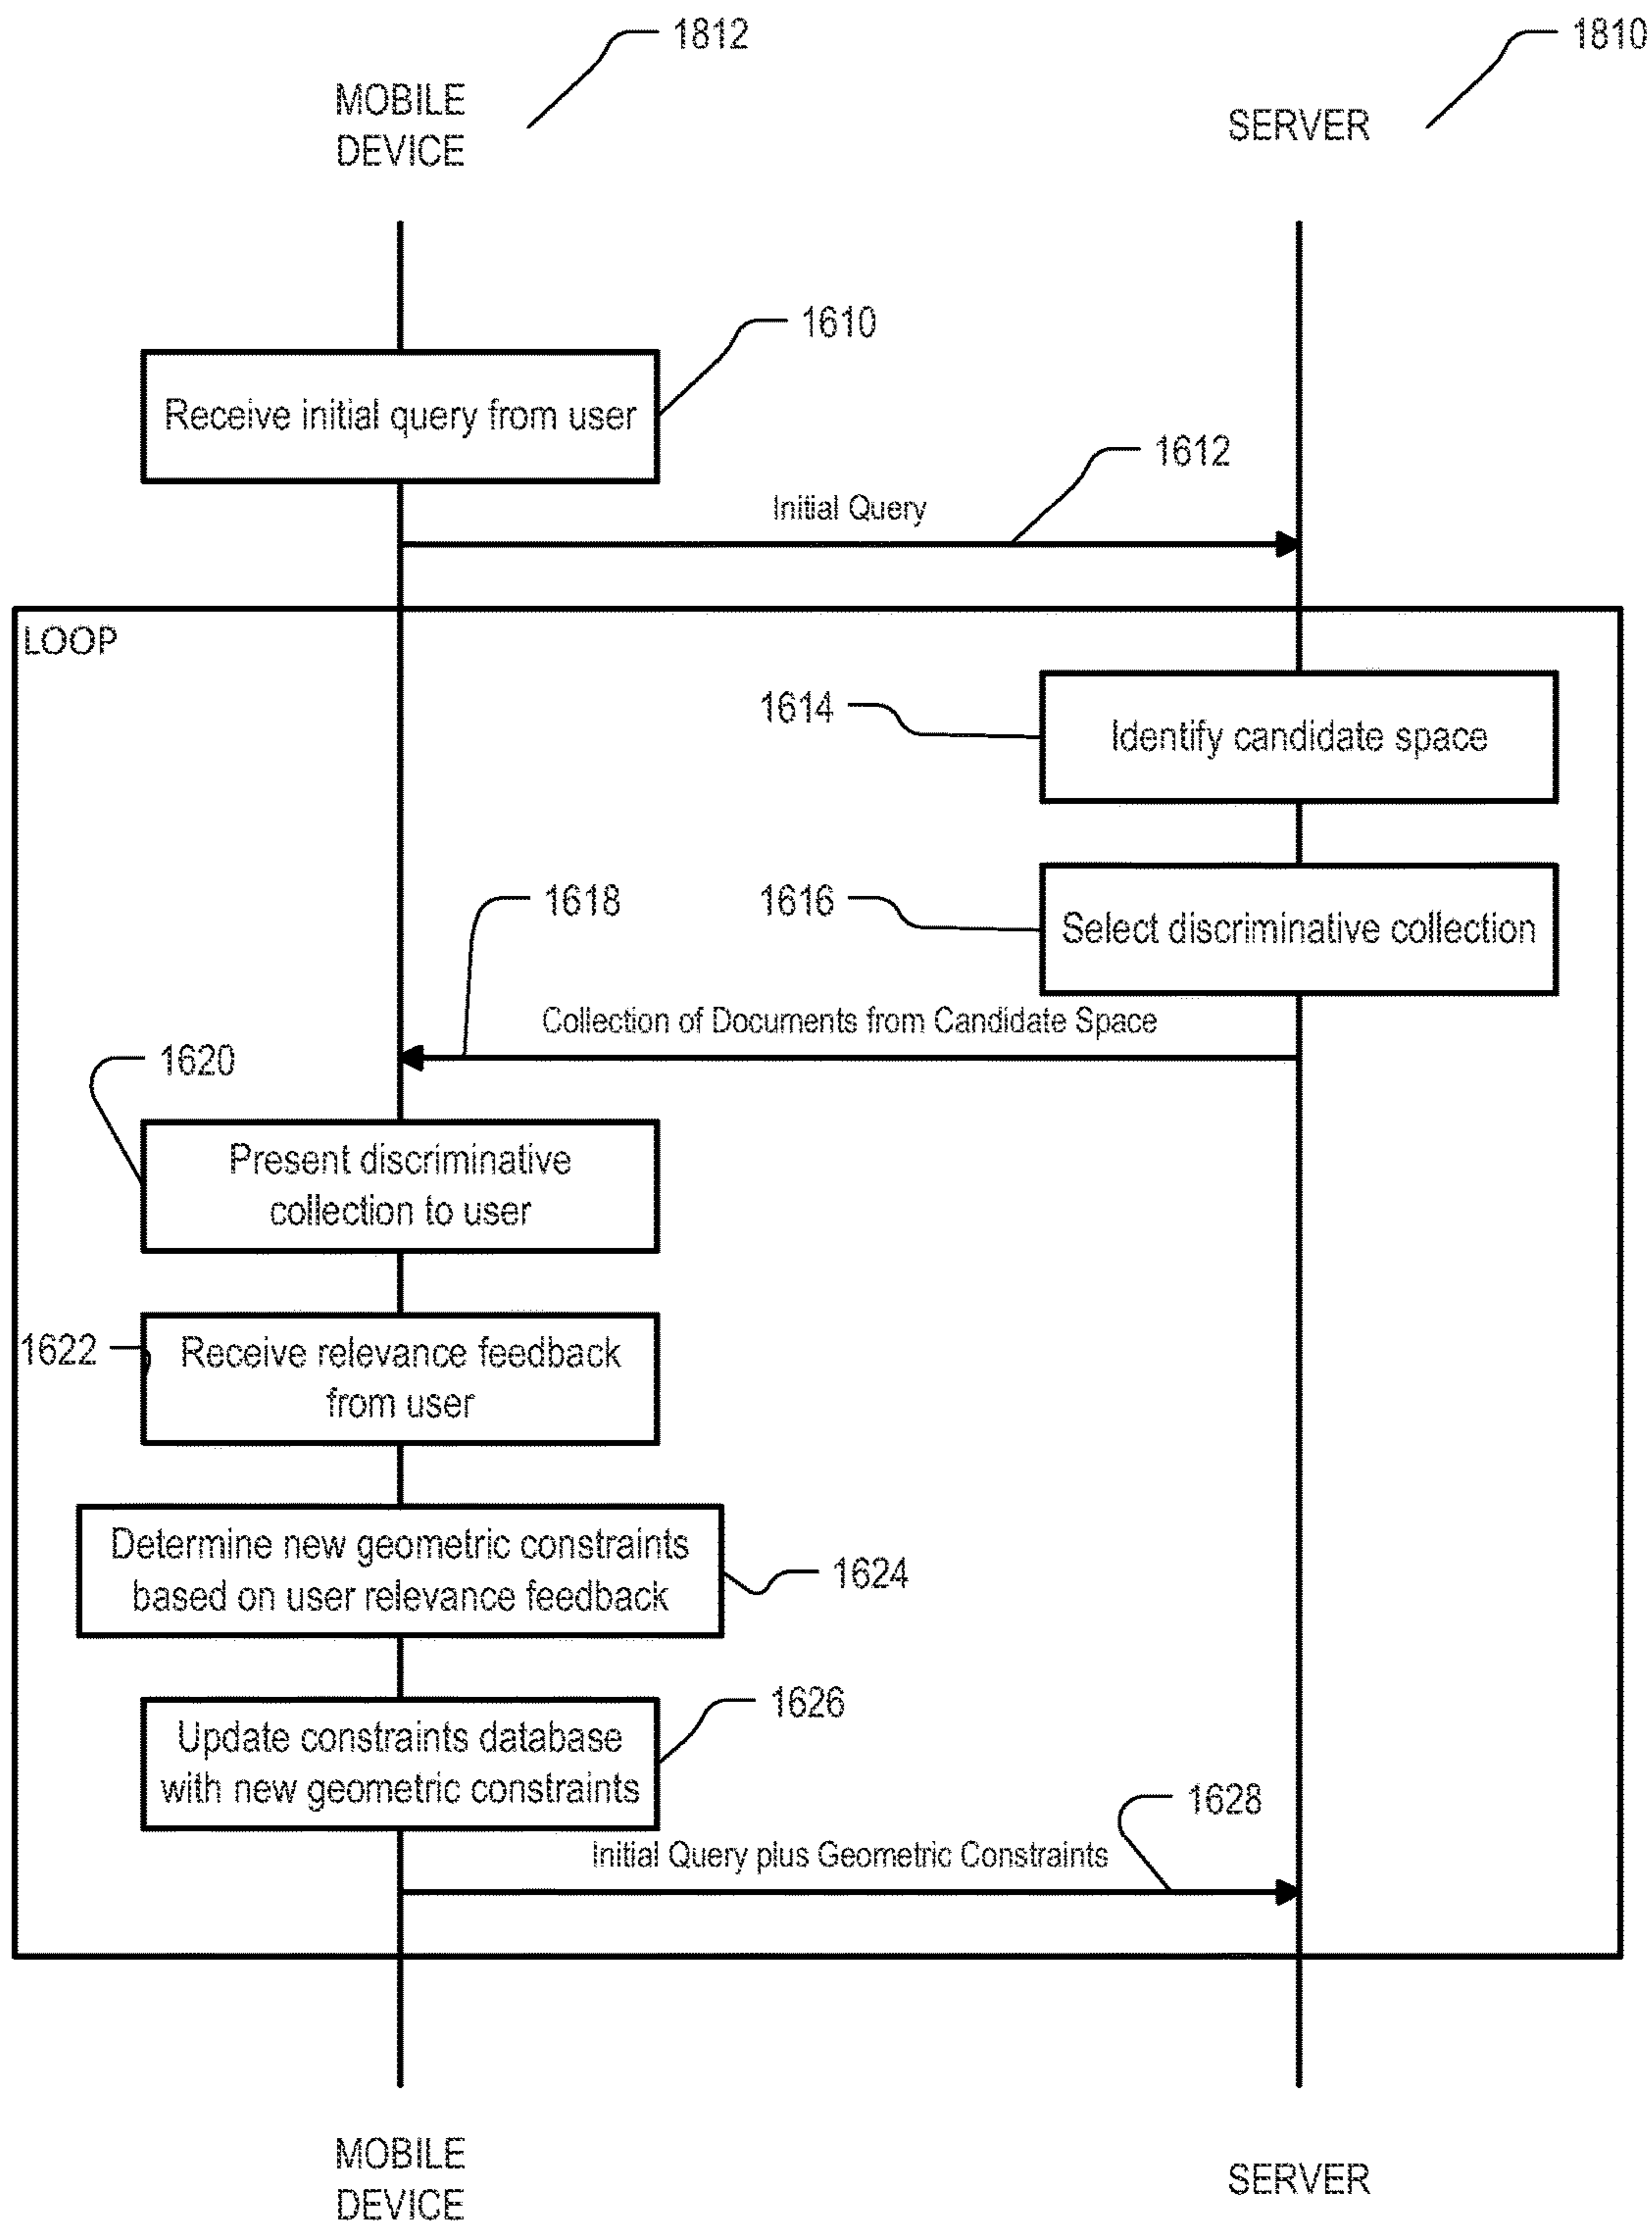 1812
1810
MOBILE
DEVICE
SERVER
1610
Receive initial query from user
1612
Initial Query
LOOP
1614
Identify candidate space
1618
1616
Select discriminative collection
Collection of Documents from Candidate Space
1620
Present discriminative
collection to user
1622
Receive relevance feedback
from user
Determine new geometric constraints
based on user relevance feedback
1624
1626
Update constraints database
with new geometric constraints
1628
Initial Query plus Geometric Constraints
MOBILE
DEVICE
SERVER